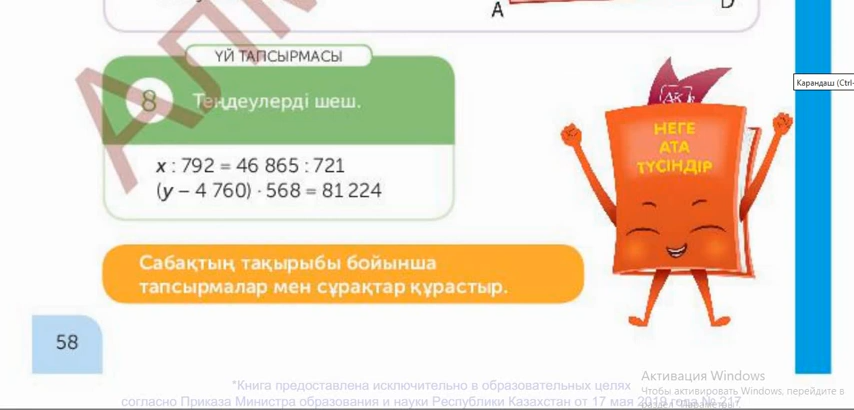 A
D
ҮЙ ТАПСЫРМАСЫ
8 Теңдеулерді шеш.
x : 792 = 46 865 : 721
(y – 4 760) · 568 = 81 224
Сабақтың тақырыбы бойынша
тапсырмалар мен сұрақтар құрастыр.
58
НЕГЕ
АТА
ТҮСІНДІР
Карандаш (Ctrl-
Активация Windows
Чтобы активировать Windows, перейдите в
*Книга предоставлена исключительно в образовательных целях
согласно Приказа Министра образования и науки Республики Казахстан от 17 мая 2019 года № 217